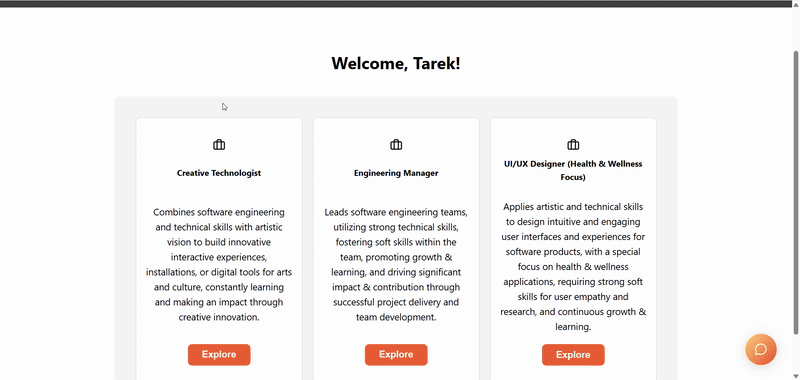 Welcome, Tarek!
Creative Technologist
Combines software engineering
and technical skills with artistic
vision to build innovative
interactive experiences,
installations, or digital tools for arts
and culture, constantly learning
and making an impact through
creative innovation.
Explore
Engineering Manager
Leads software engineering teams,
utilizing strong technical skills,
fostering soft skills within the
team, promoting growth &
learning, and driving significant
impact & contribution through
successful project delivery and
team development.
Explore
UI/UX Designer (Health & Wellness
Focus)
Applies artistic and technical skills
to design intuitive and engaging
user interfaces and experiences for
software products, with a special
focus on health & wellness
applications, requiring strong soft
skills for user empathy and
research, and continuous growth &
learning.
Explore